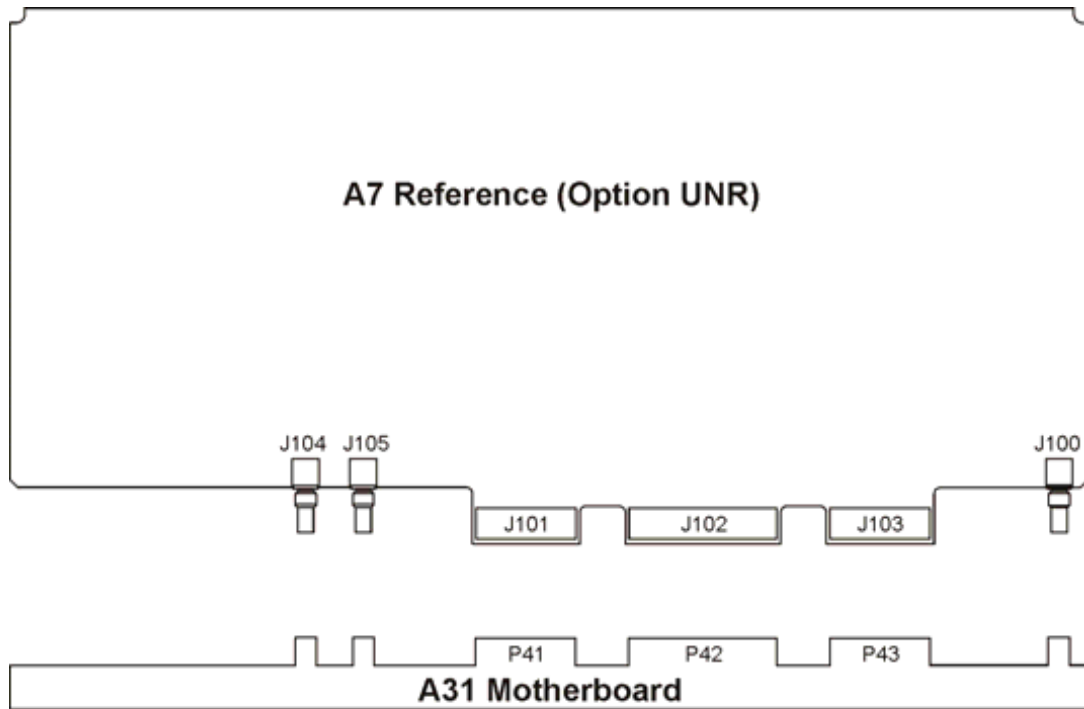 A7 Reference (Option UNR)
J104 J105 J100
J101 J102 J103
P41 P42 P43
A31 Motherboard